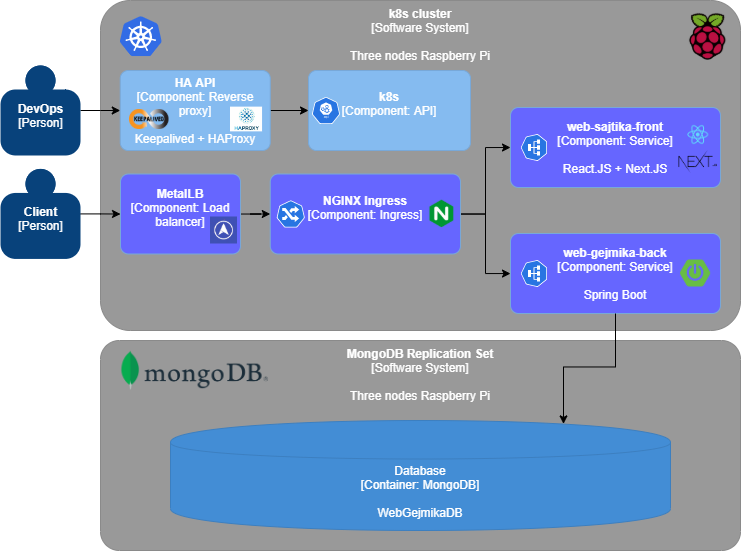 k8s cluster
[Software System]
Three nodes Raspberry Pi
DevOps
[Person]
HA API
[Component: Reverse
proxy]
KEEPALIVED
HAPROXY
Keepalived + HAProxy
k8s
[Component: API]
web-sajtika-front
[Component: Service]
NEXT
React.JS + Next.JS
Client
[Person]
MetalLB
[Component: Load
balancer]
NGINX Ingress
[Component: Ingress]
N
web-gejmika-back
[Component: Service]
Spring Boot
MongoDB Replication Set
[Software System]
mongoDB®
Three nodes Raspberry Pi
Database
[Container: MongoDB]
WebGejmikaDB